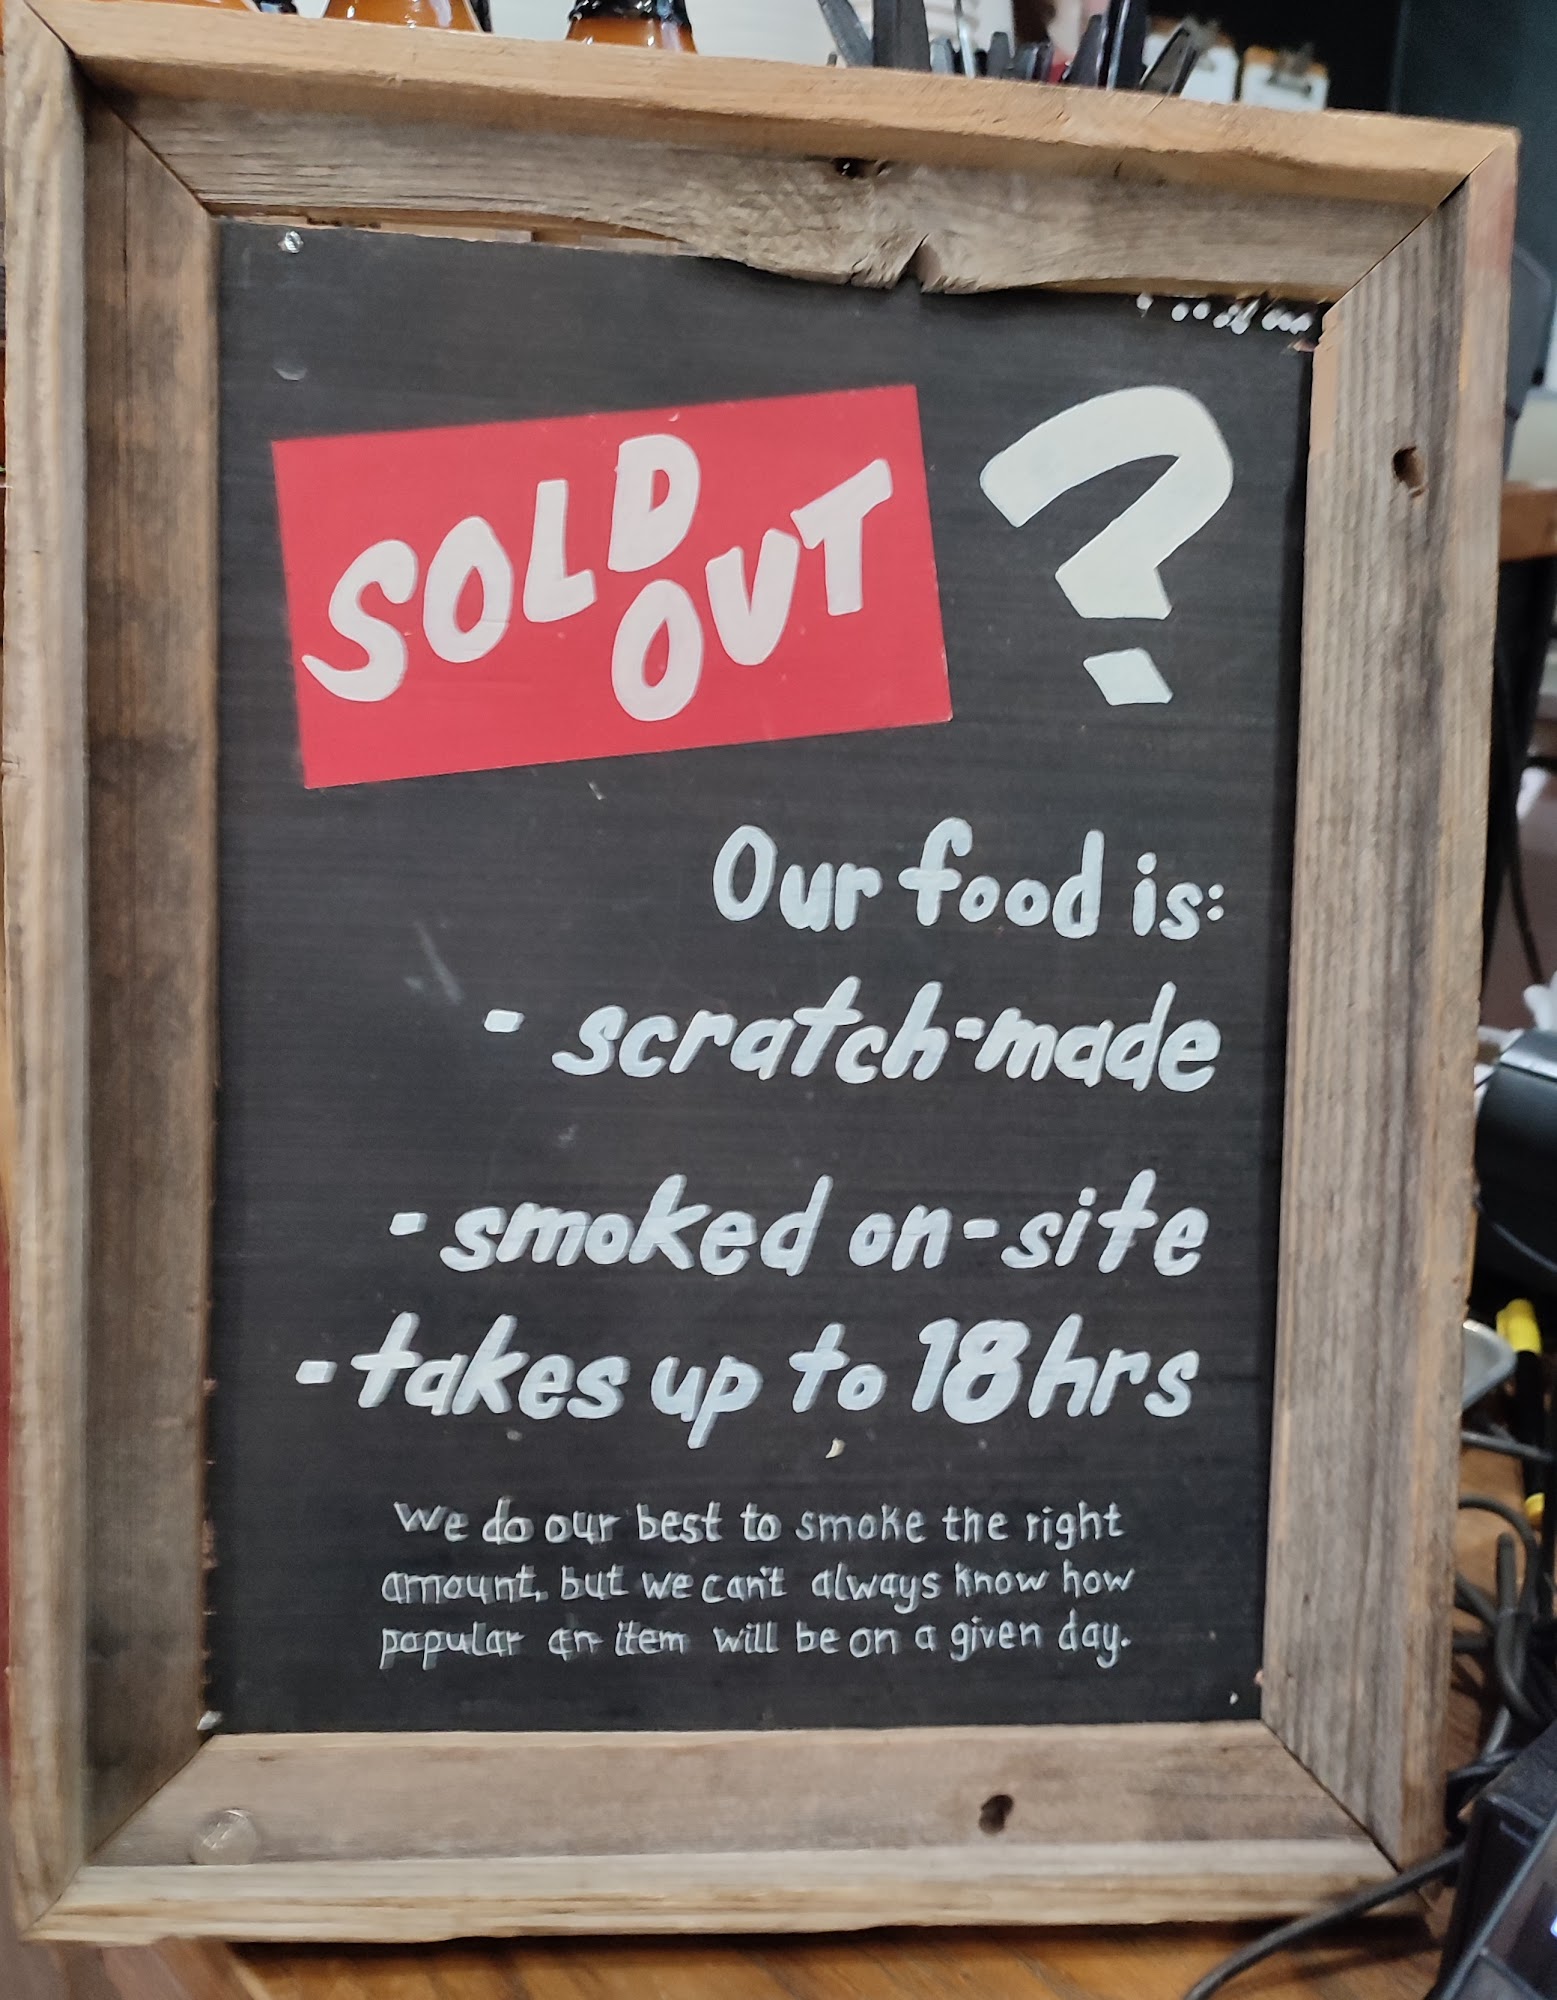 SOLD
OUT ?
Our food is:
- scratch-made
- smoked on-site
- takes up to 18 hrs
We do our best to smoke the right
amount, but we can't always know how
popular an item will be on a given day.